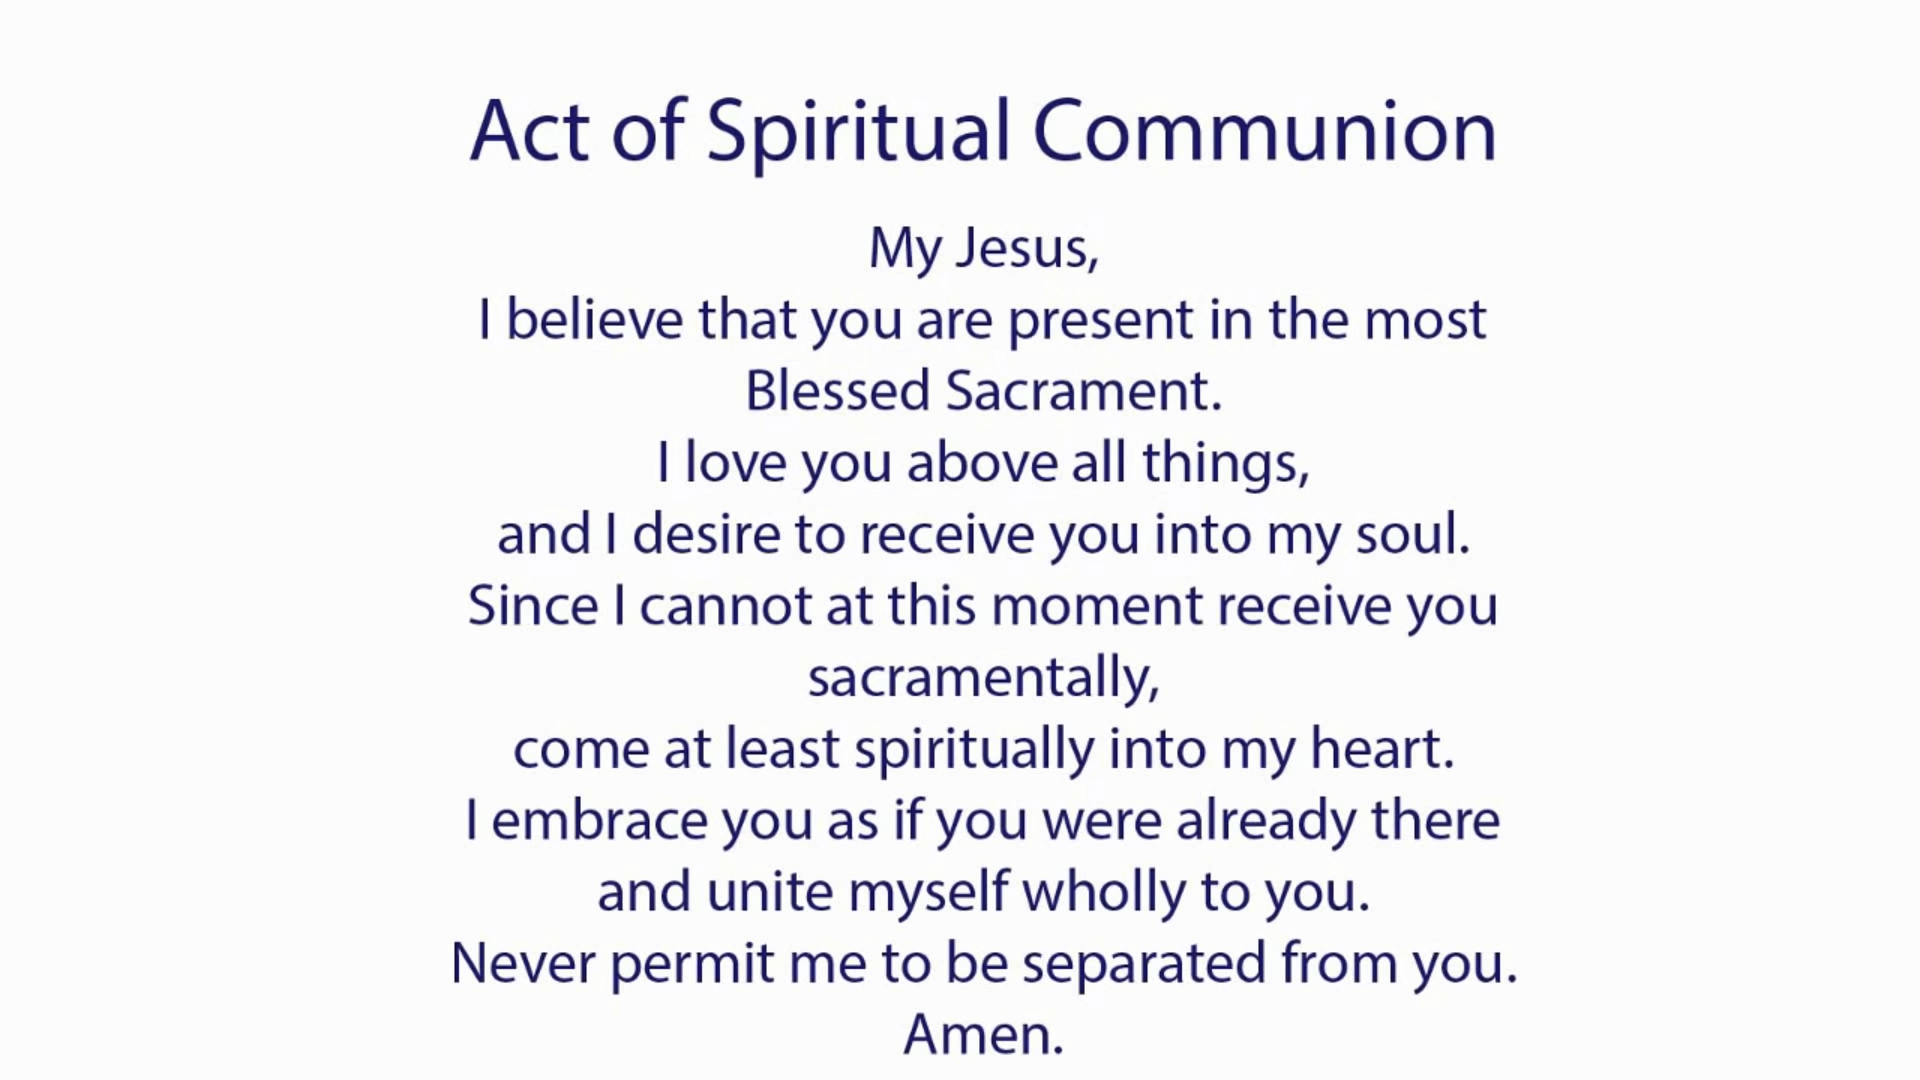 Act of Spiritual Communion
My Jesus,
I believe that you are present in the most
Blessed Sacrament.
I love you above all things,
and I desire to receive you into my soul.
Since I cannot at this moment receive you
sacramentally,
come at least spiritually into my heart.
I embrace you as if you were already there
and unite myself wholly to you.
Never permit me to be separated from you.
Amen.